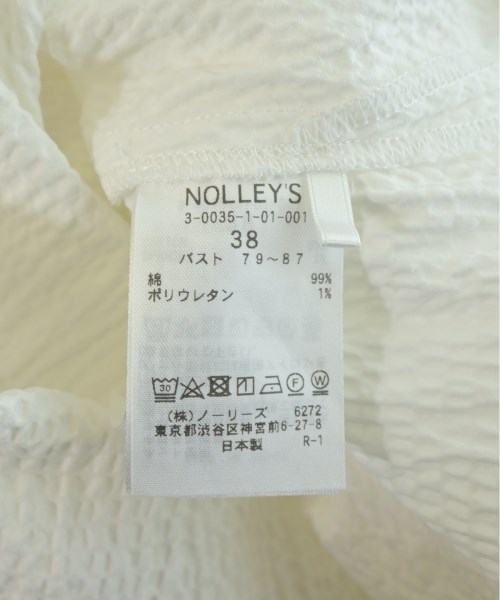 NOLLEY'S
3-0035-1-01-001
38
バスト 79～87
綿 99%
ポリウレタン 1%
30 F W
(株)ノーリーズ 6272
東京都渋谷区神宮前6-27-8
日本製 R-1